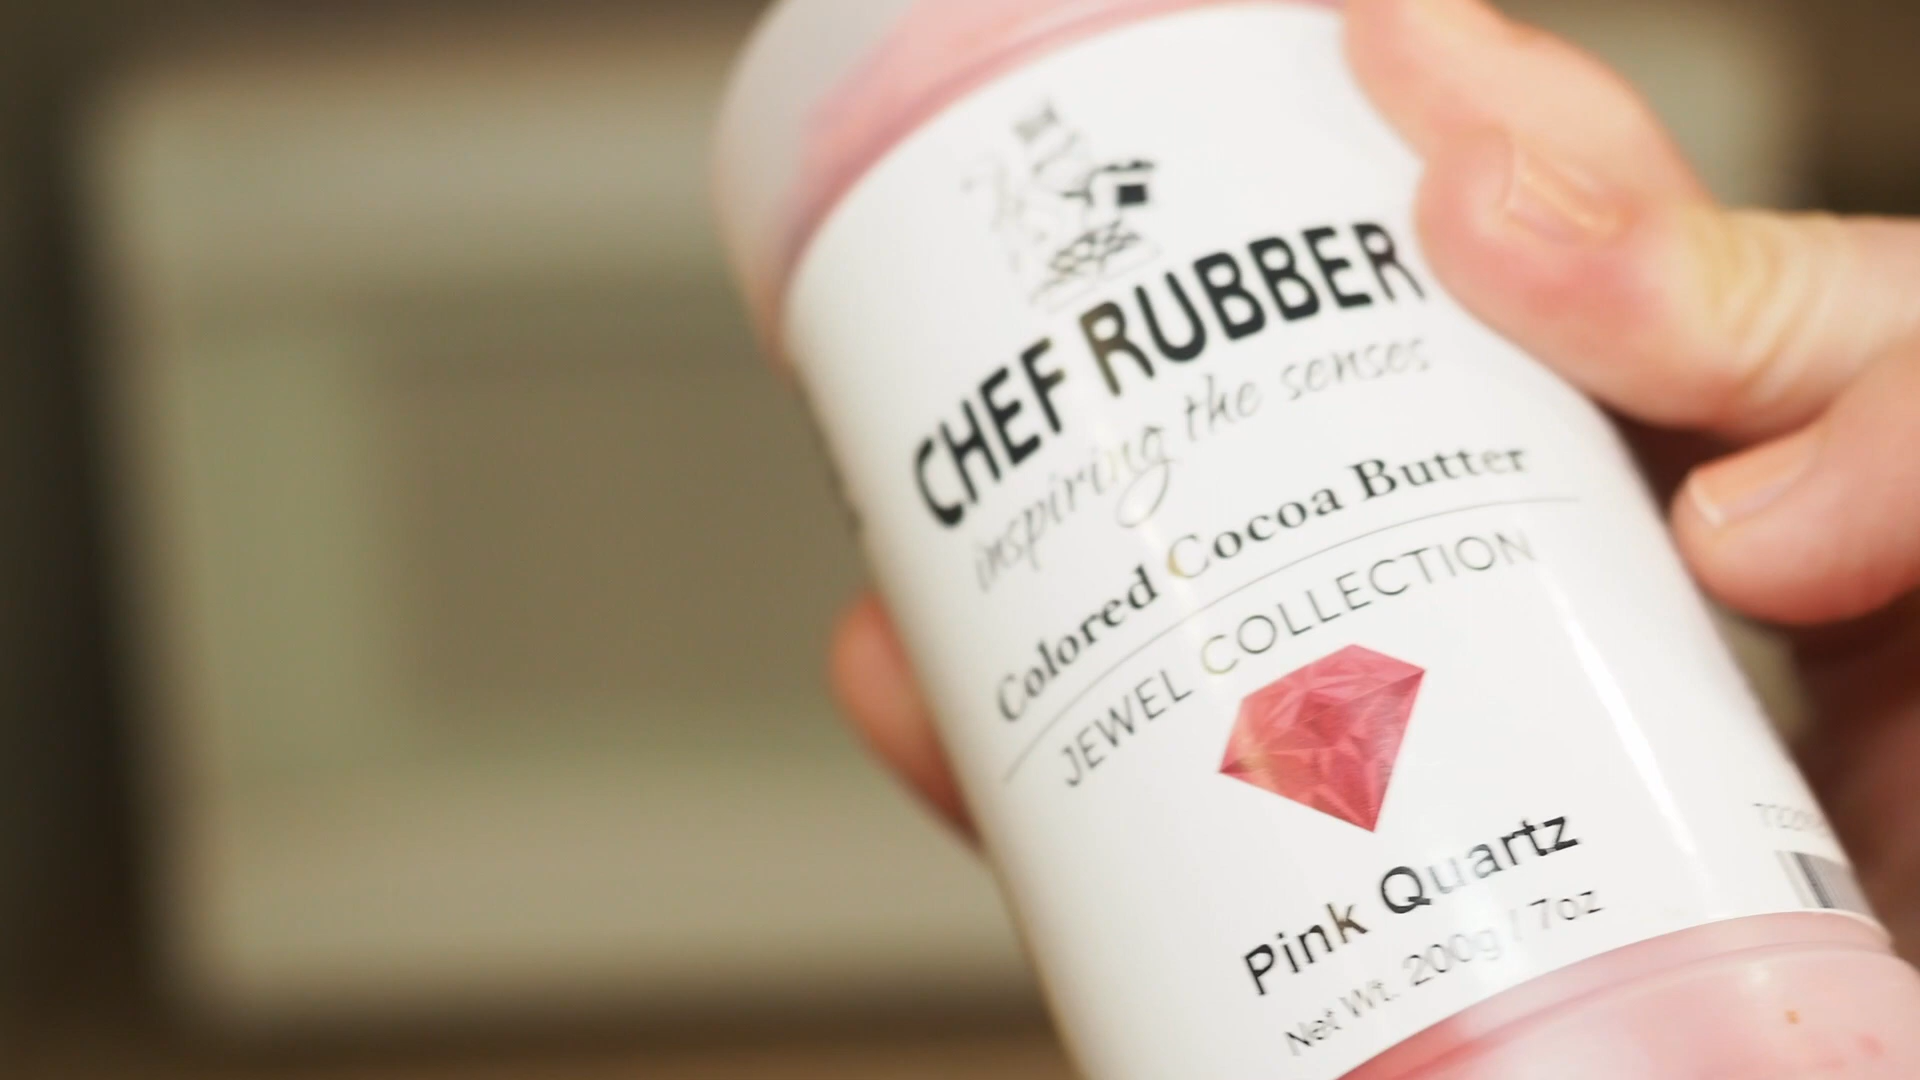 CHEF RUBBER
inspiring the senses
Colored Cocoa Butter
JEWEL COLLECTION
Pink Quartz
Net Wt. 200g / 7oz